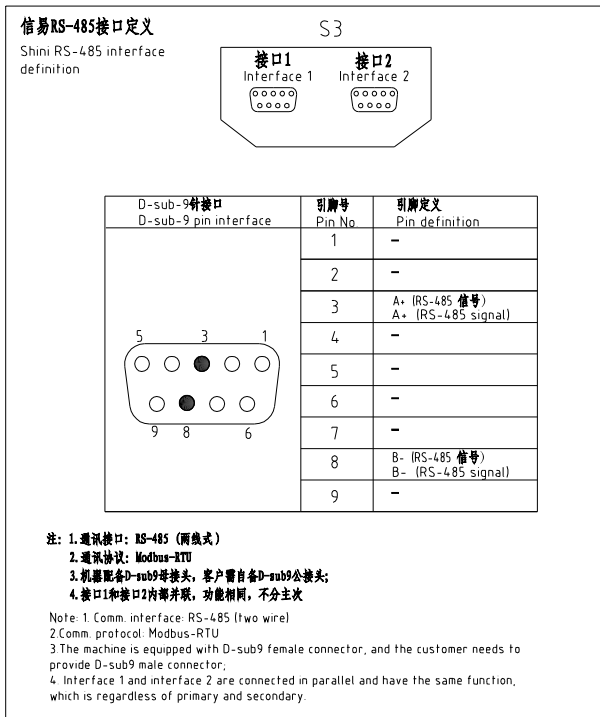 信易RS-485接口定义
Shini RS-485 interface
definition
S3
接口1
Interface 1
接口2
Interface 2
D-sub-9针接口
D-sub-9 pin interface
引脚号
Pin No.
引脚定义
Pin definition
1 -
2 -
3 A+ (RS-485 信号)
A+ (RS-485 signal)
4 -
5 -
6 -
7 -
8 B- (RS-485 信号)
B- (RS-485 signal)
9 -
5 3 1
9 8 6
注: 1.通讯接口: RS-485 (两线式)
2.通讯协议: Modbus-RTU
3.机器配备D-sub9母接头, 客户需自备D-sub9公接头;
4.接口1和接口2内部并联, 功能相同, 不分主次
Note: 1. Comm. interface: RS-485 (two wire)
2.Comm. protocol: Modbus-RTU
3.The machine is equipped with D-sub9 female connector, and the customer needs to
provide D-sub9 male connector;
4. Interface 1 and interface 2 are connected in parallel and have the same function,
which is regardless of primary and secondary.